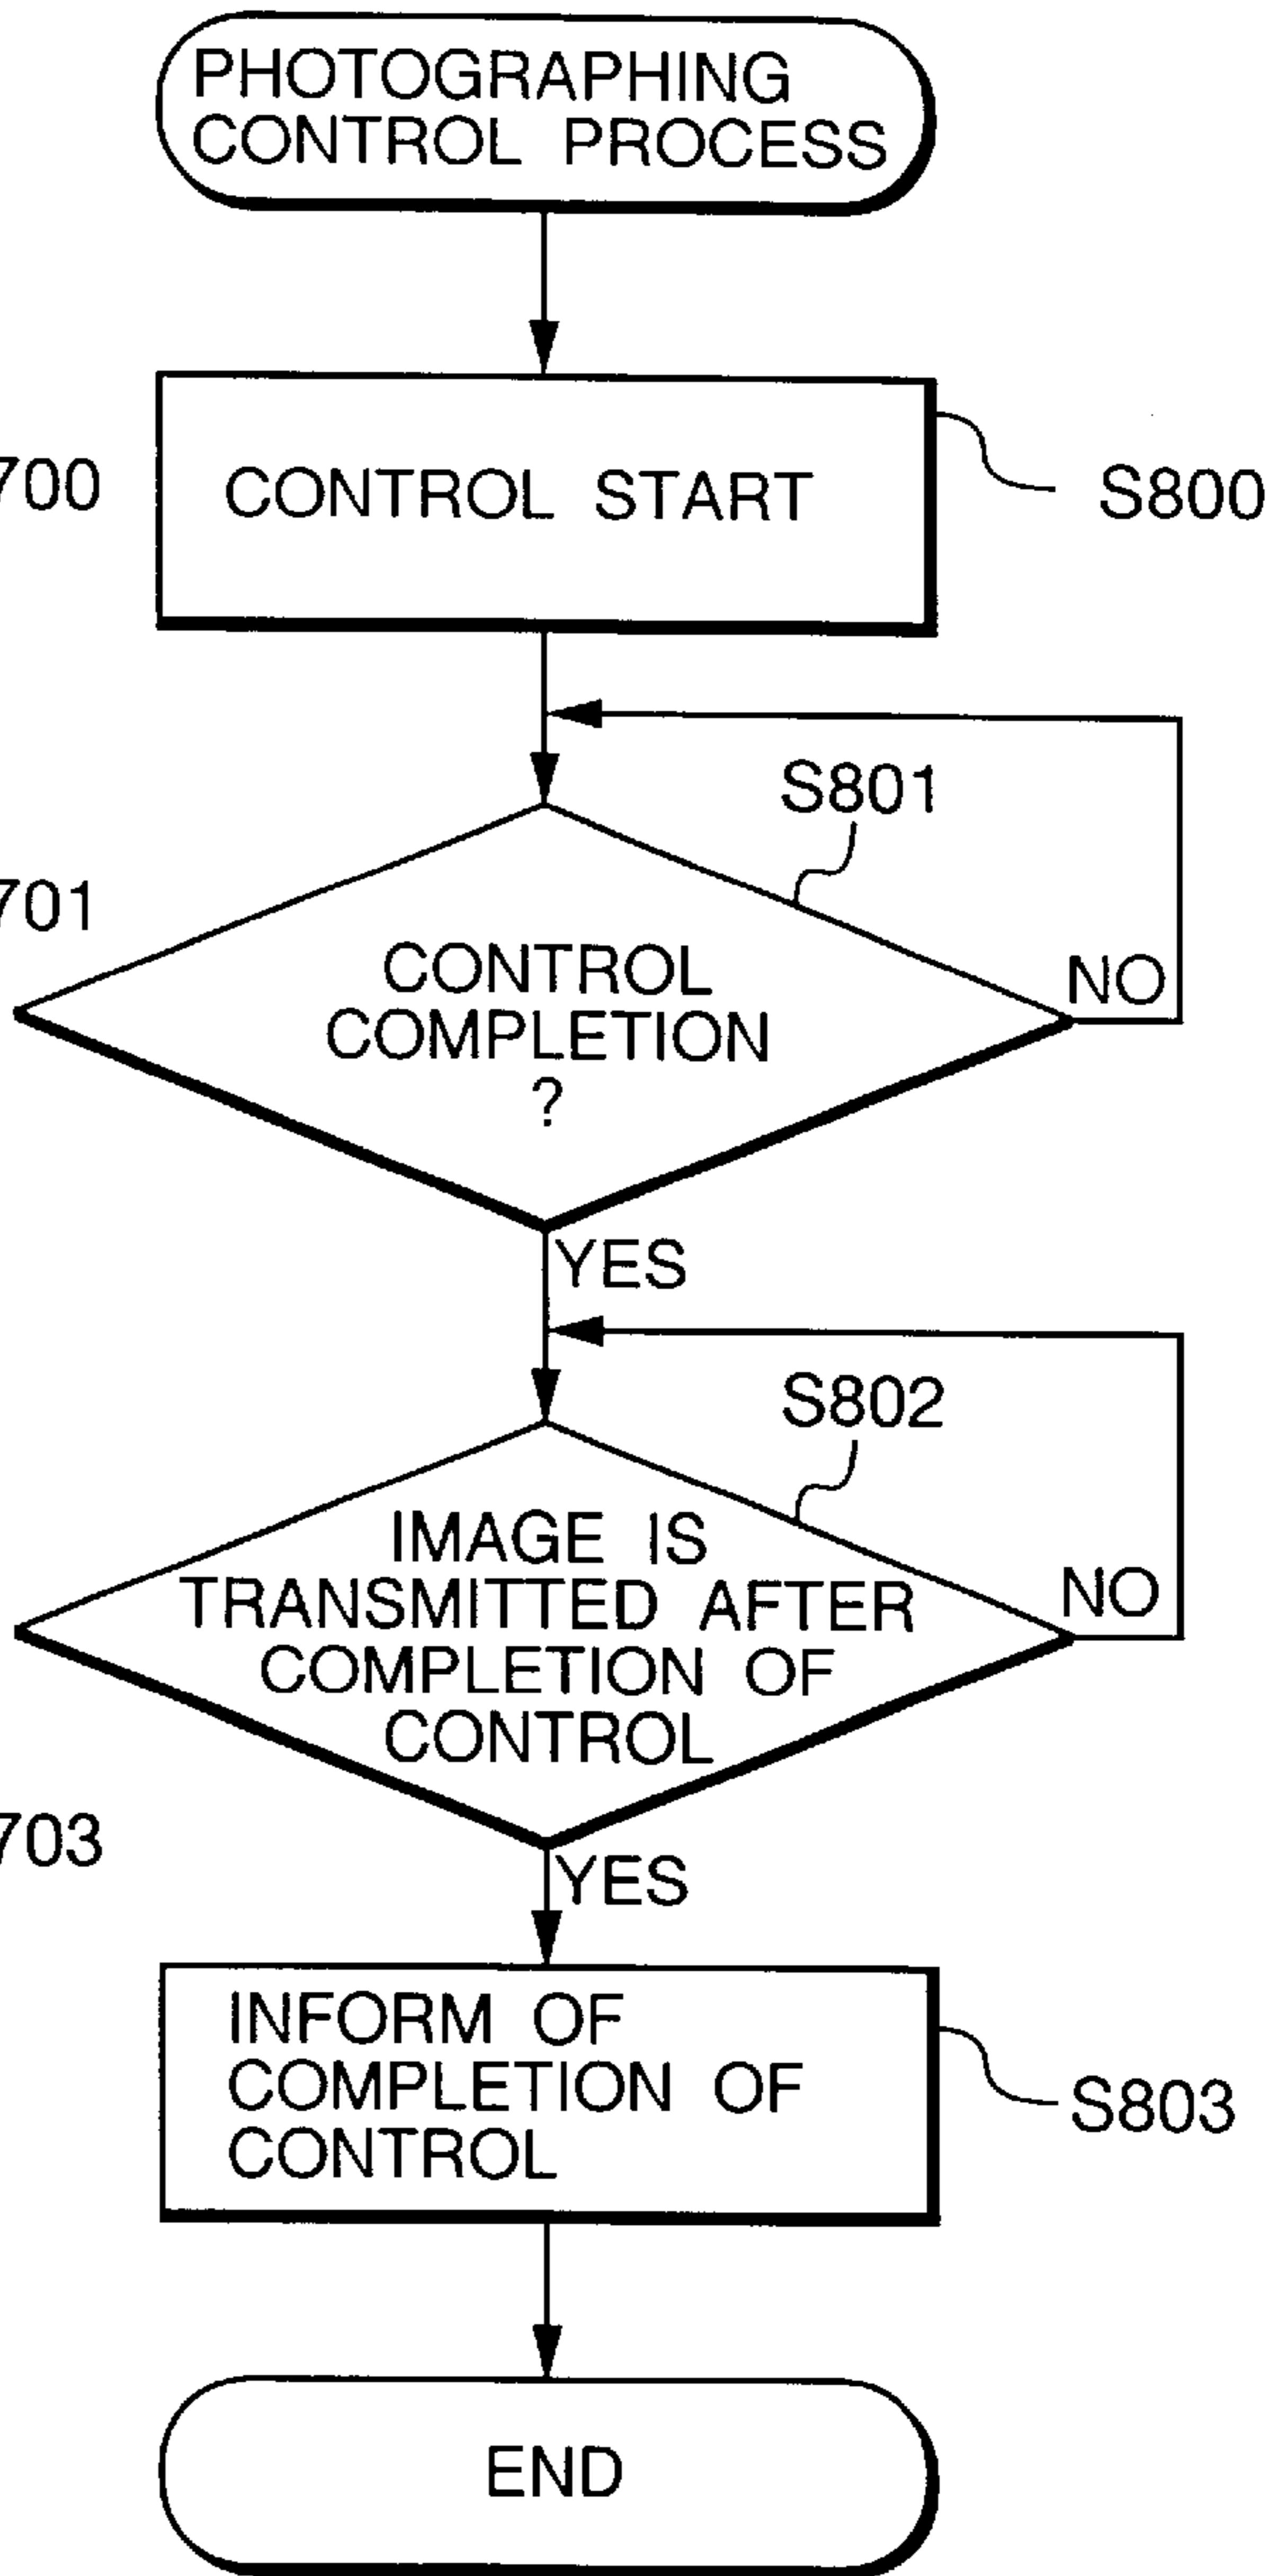 PHOTOGRAPHING
CONTROL PROCESS
700
CONTROL START
S800
S801
701
CONTROL
COMPLETION
?
NO
YES
S802
IMAGE IS
TRANSMITTED AFTER
COMPLETION OF
CONTROL
NO
703
YES
INFORM OF
COMPLETION OF
CONTROL
S803
END